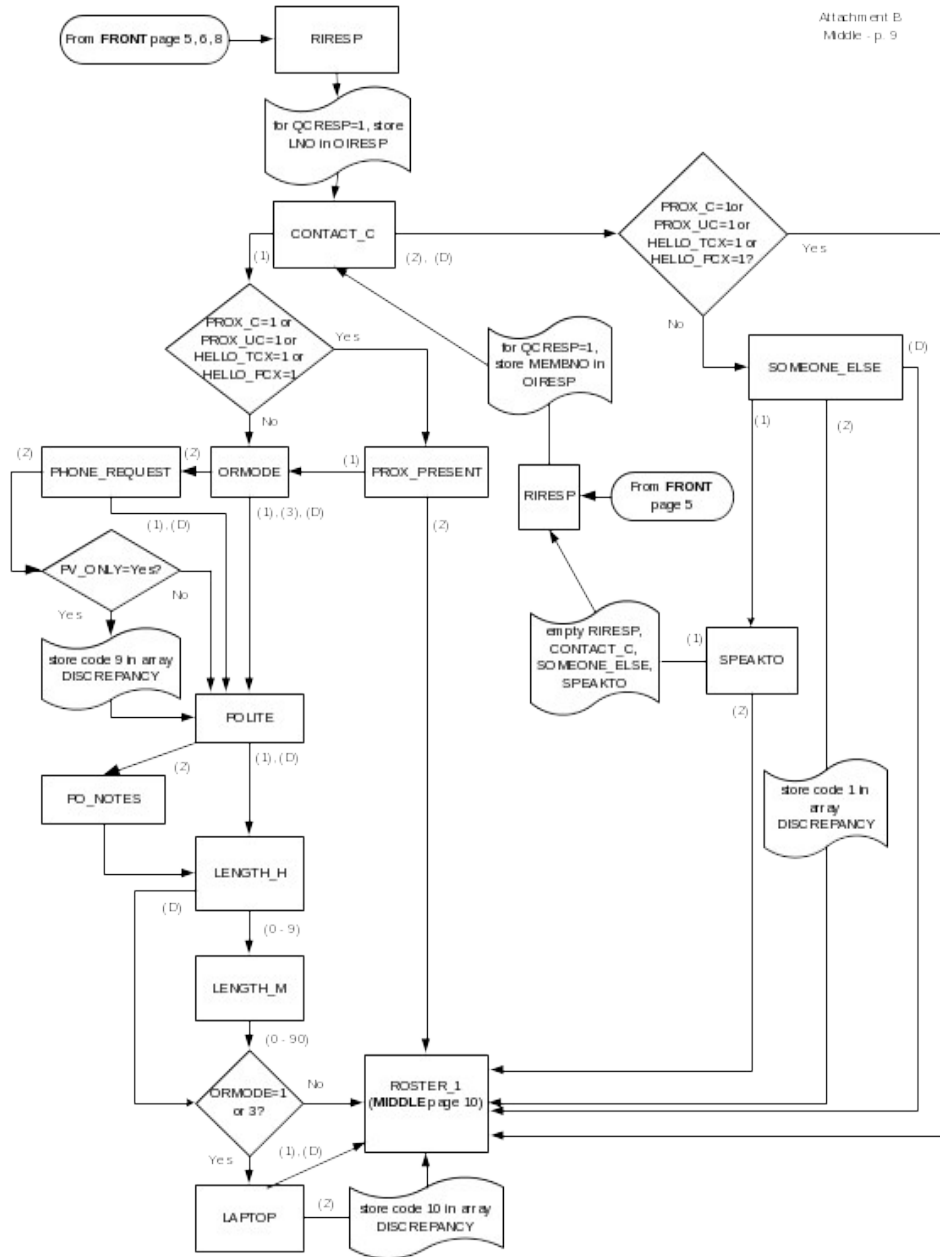 Attachment B
Middle - p. 9
From FRONT page 5, 6, 8
RIRESP
for QCRESP=1, store
LNO in OIRESP
CONTACT_C
(1)
(2), (D)
PROX_C=1or
PROX_UC=1 or
HELLO_TCX=1 or
HELLO_PCX=1?
Yes
No
PROX_C=1 or
PROX_UC=1 or
HELLO_TCX=1 or
HELLO_PCX=1
Yes
No
for QCRESP=1,
store MEMBNO in
OIRESP
SOMEONE_ELSE
(D)
(1)
(2)
PHONE_REQUEST
(2)
(2)
ORMODE
(1)
PROX_PRESENT
RIRESP
From FRONT
page 5
(1), (D)
(1), (3), (D)
(2)
PV_ONLY=Yes?
No
Yes
store code 9 in array
DISCREPANCY
empty RIRESP,
CONTACT_C,
SOMEONE_ELSE,
SPEAKTO
(1)
SPEAKTO
(2)
POLITE
(2)
(1), (D)
PO_NOTES
store code 1 in
array
DISCREPANCY
LENGTH_H
(D)
(0 - 9)
LENGTH_M
(0 - 90)
ORMODE=1
or 3?
No
Yes
ROSTER_1
(MIDDLE page 10)
(1), (D)
LAPTOP
(2)
store code 10 in array
DISCREPANCY